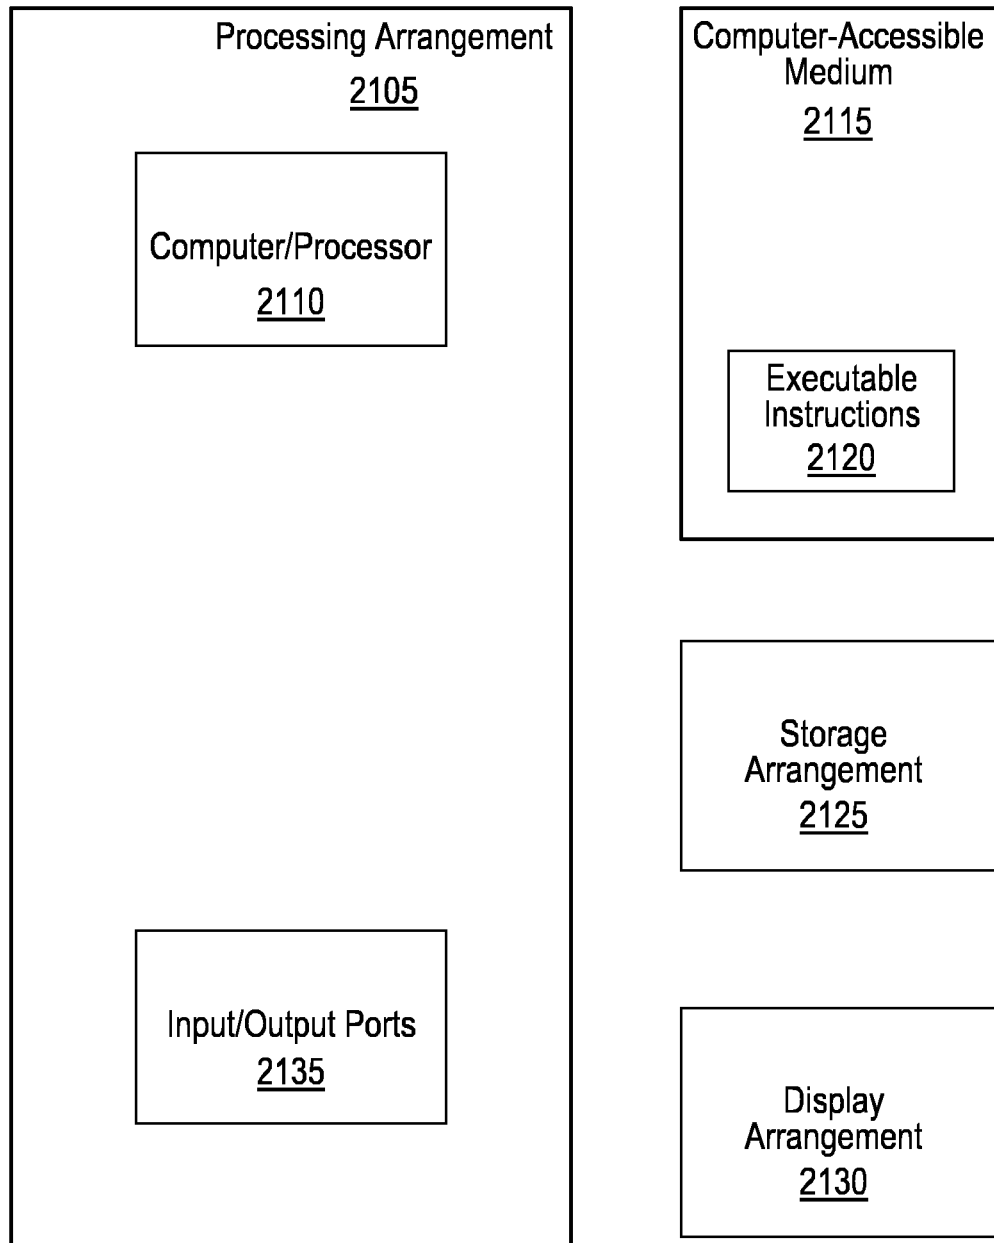 Processing Arrangement
2105
Computer/Processor
2110
Input/Output Ports
2135
Computer-Accessible
Medium
2115
Executable
Instructions
2120
Storage
Arrangement
2125
Display
Arrangement
2130